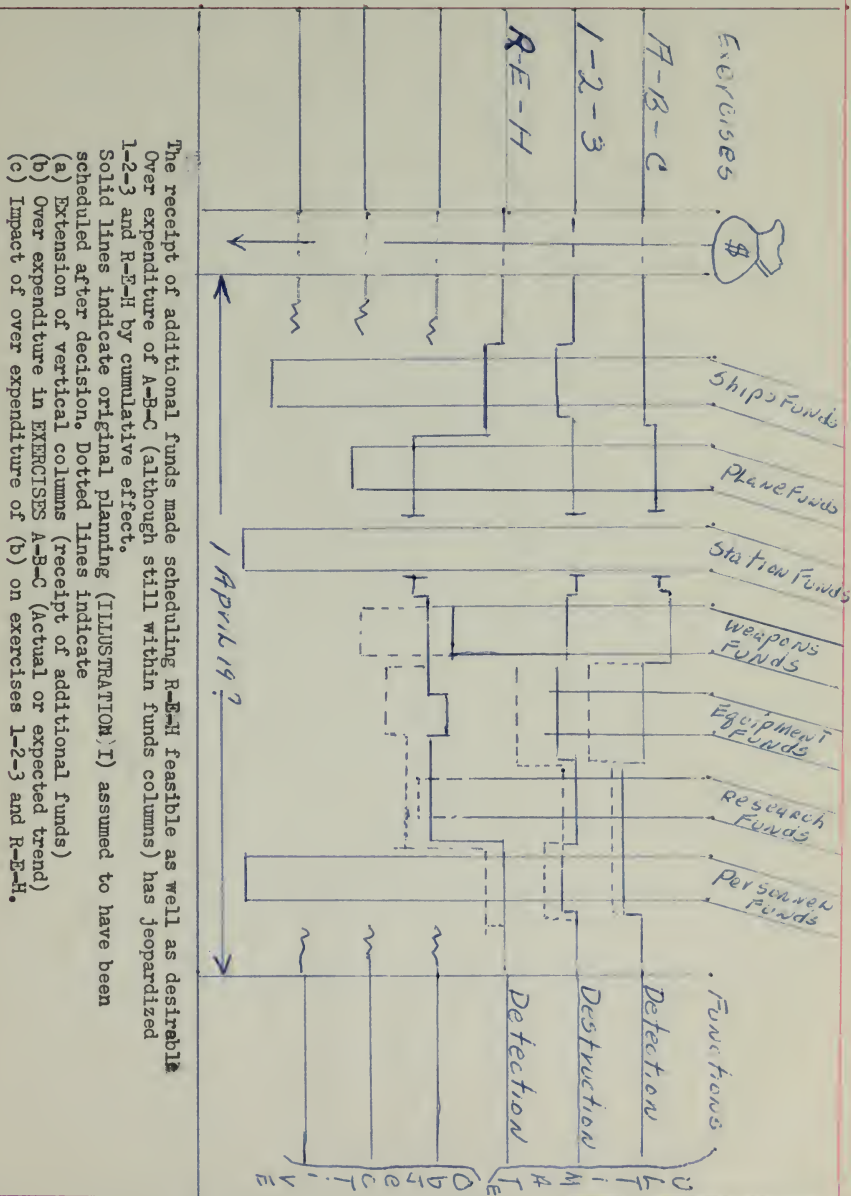 Exercises
$
Ships Funds
Plane Funds
Station Funds
Weapons
Funds
Equipment
Funds
Research
Funds
Personnel
Funds
Functions
A-B-C
Detection
1-2-3
Destruction
R-E-H
Detection
ULTIMATE
ObJecTiVE
1 April 19?
The receipt of additional funds made scheduling R-E-H feasible as well as desirable
Over expenditure of A-B-C (although still within funds columns) has jeopardized
1-2-3 and R-E-H by cumulative effect.
Solid lines indicate original planning (ILLUSTRATION I) assumed to have been
scheduled after decision. Dotted lines indicate
(a) Extension of vertical columns (receipt of additional funds)
(b) Over expenditure in EXERCISES A-B-C (Actual or expected trend)
(c) Impact of over expenditure of (b) on exercises 1-2-3 and R-E-H.